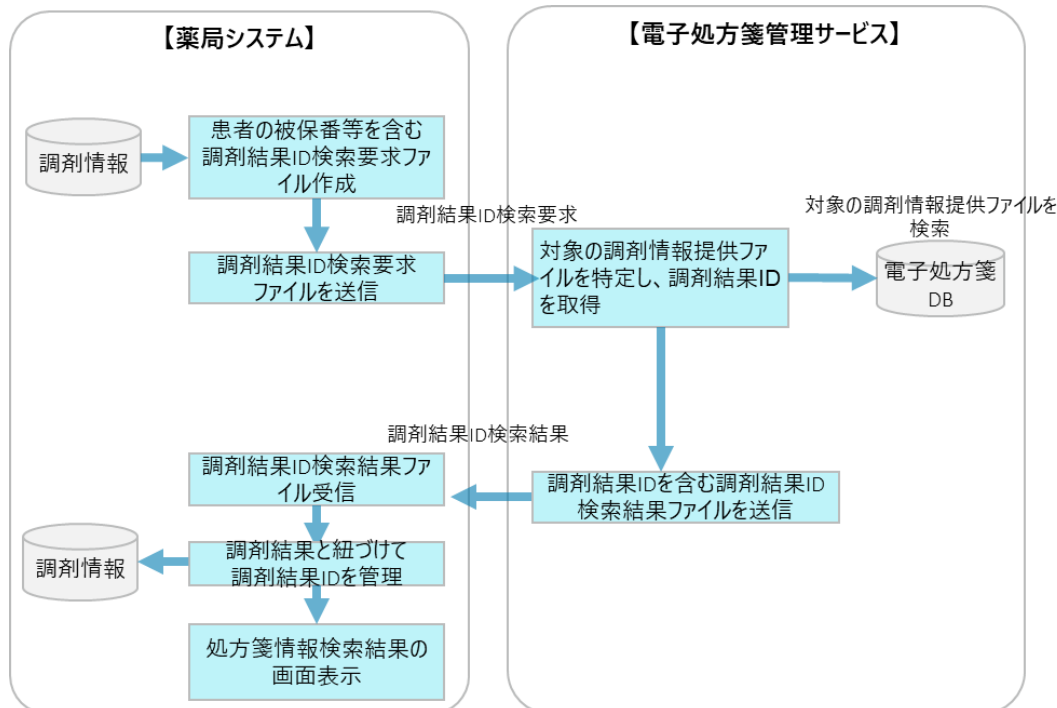 【薬局システム】
【電子処方箋管理サービス】
調剤情報
患者の被保番等を含む
調剤結果ID検索要求ファ
イル作成
調剤結果ID検索要求
対象の調剤情報提供ファイルを
検索
調剤結果ID検索要求
ファイルを送信
対象の調剤情報提供ファ
イルを特定し、調剤結果ID
を取得
電子処方箋
DB
調剤結果ID検索結果
調剤結果ID検索結果ファ
イル受信
調剤結果IDを含む調剤結果ID
検索結果ファイルを送信
調剤結果と紐づけて
調剤結果IDを管理
調剤情報
処方箋情報検索結果の
画面表示